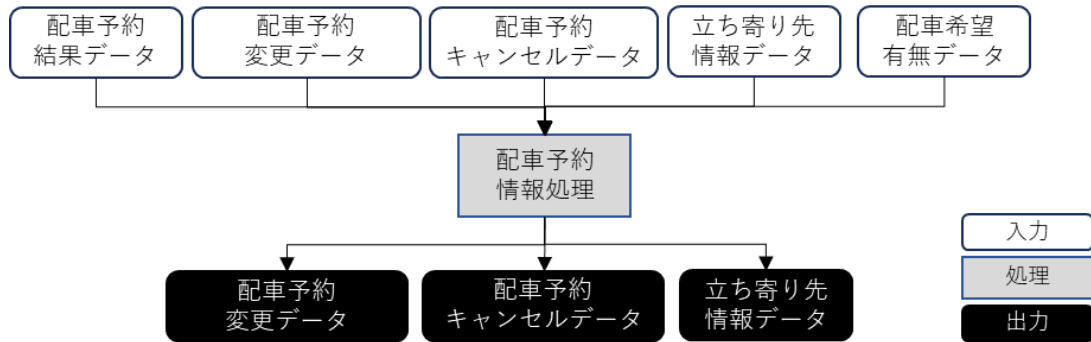 配車予約
結果データ
配車予約
変更データ
配車予約
キャンセルデータ
立ち寄り先
情報データ
配車希望
有無データ
配車予約
情報処理
配車予約
変更データ
配車予約
キャンセルデータ
立ち寄り先
情報データ
入力
処理
出力